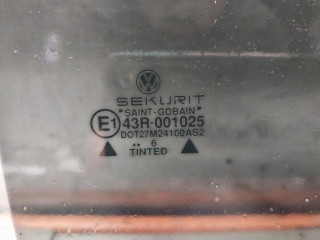 SEKURIT
"SAINT-GOBAIN"
E1 43R-001025
DOT27M24100AS2
.. 6
TINTED